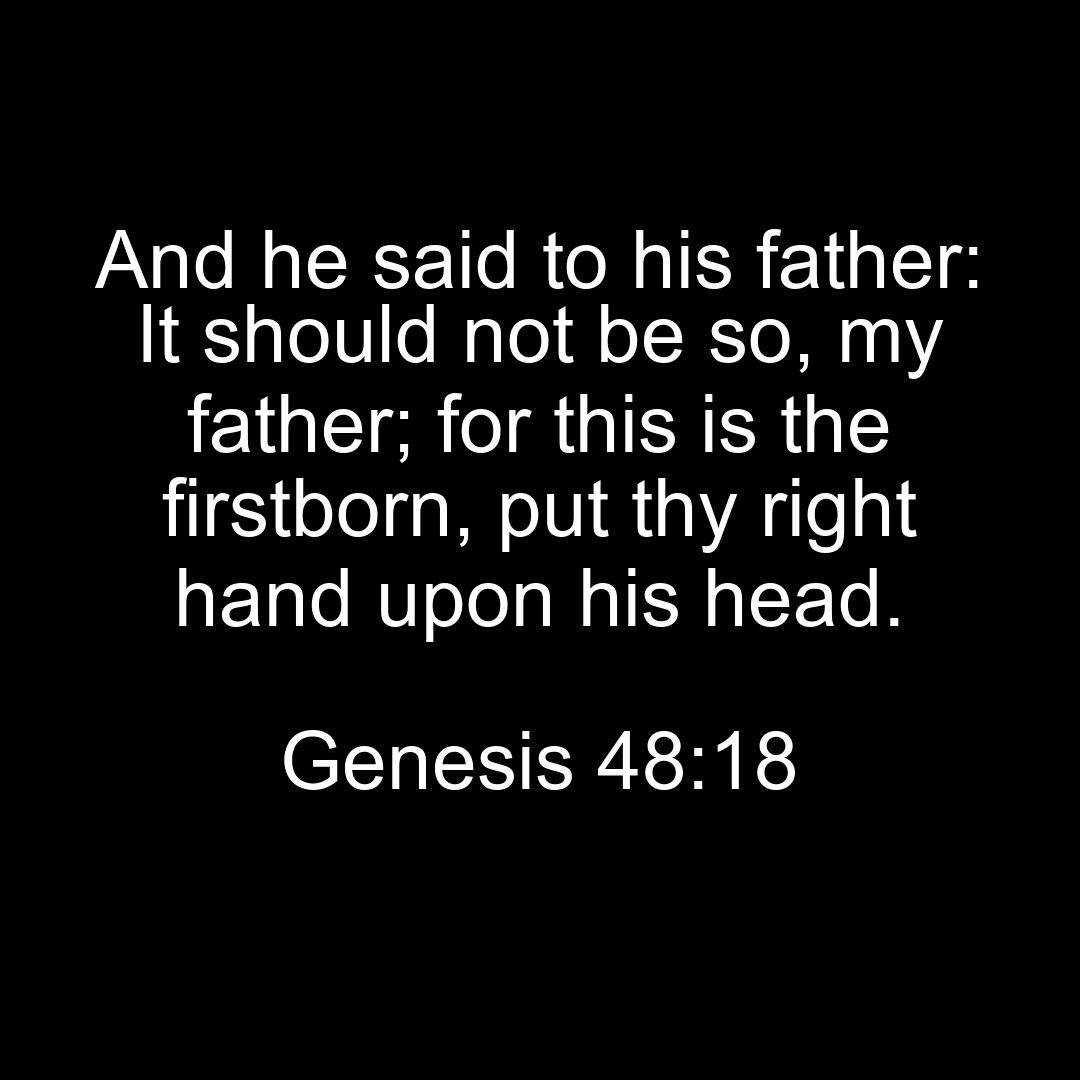 And he said to his father:
It should not be so, my
father; for this is the
firstborn, put thy right
hand upon his head.
Genesis 48:18